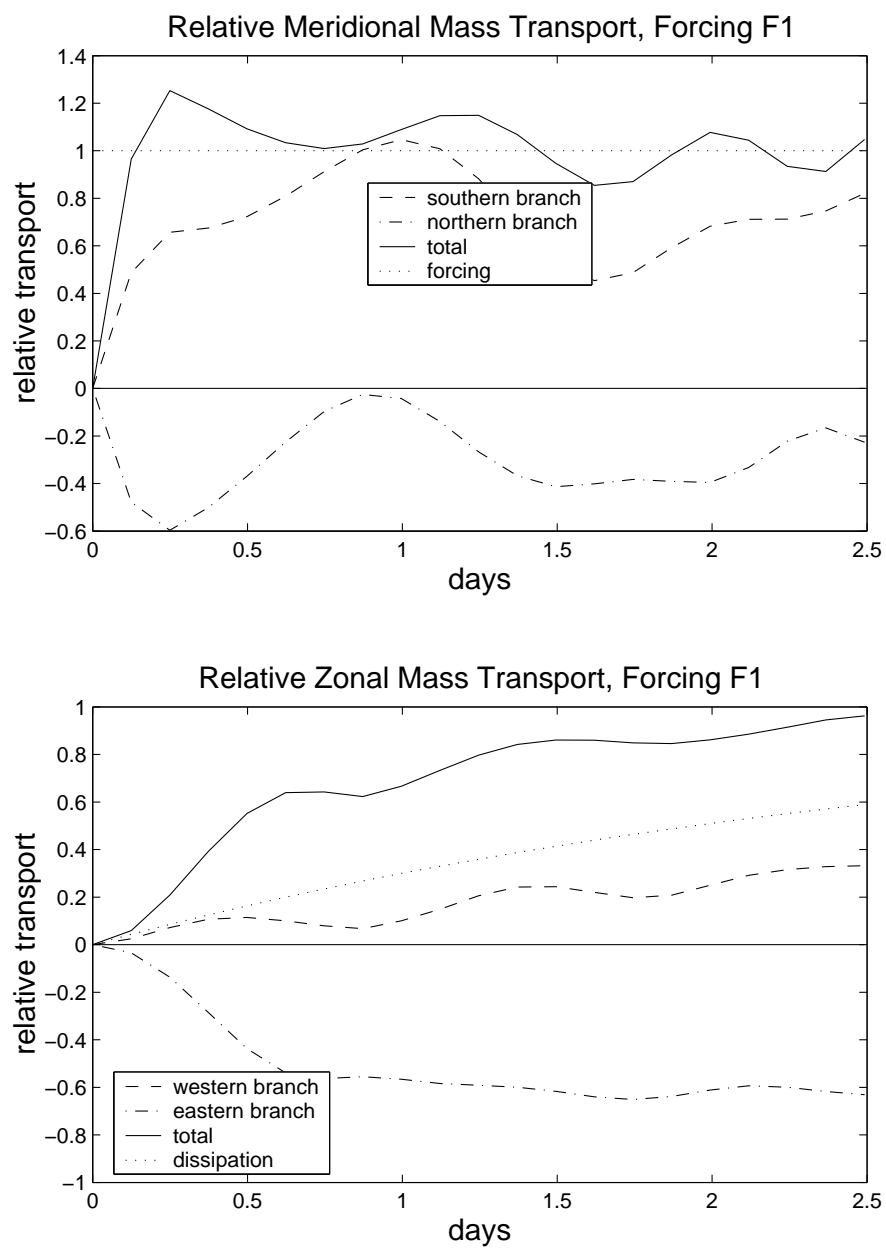 Relative Meridional Mass Transport, Forcing F1
1.4
1.2
1
0.8
0.6
0.4
0.2
0
−0.2
−0.4
−0.6
relative transport
southern branch
northern branch
total
forcing
0 0.5 1 1.5 2 2.5
days
Relative Zonal Mass Transport, Forcing F1
1
0.8
0.6
0.4
0.2
0
−0.2
−0.4
−0.6
−0.8
−1
relative transport
western branch
eastern branch
total
dissipation
0 0.5 1 1.5 2 2.5
days